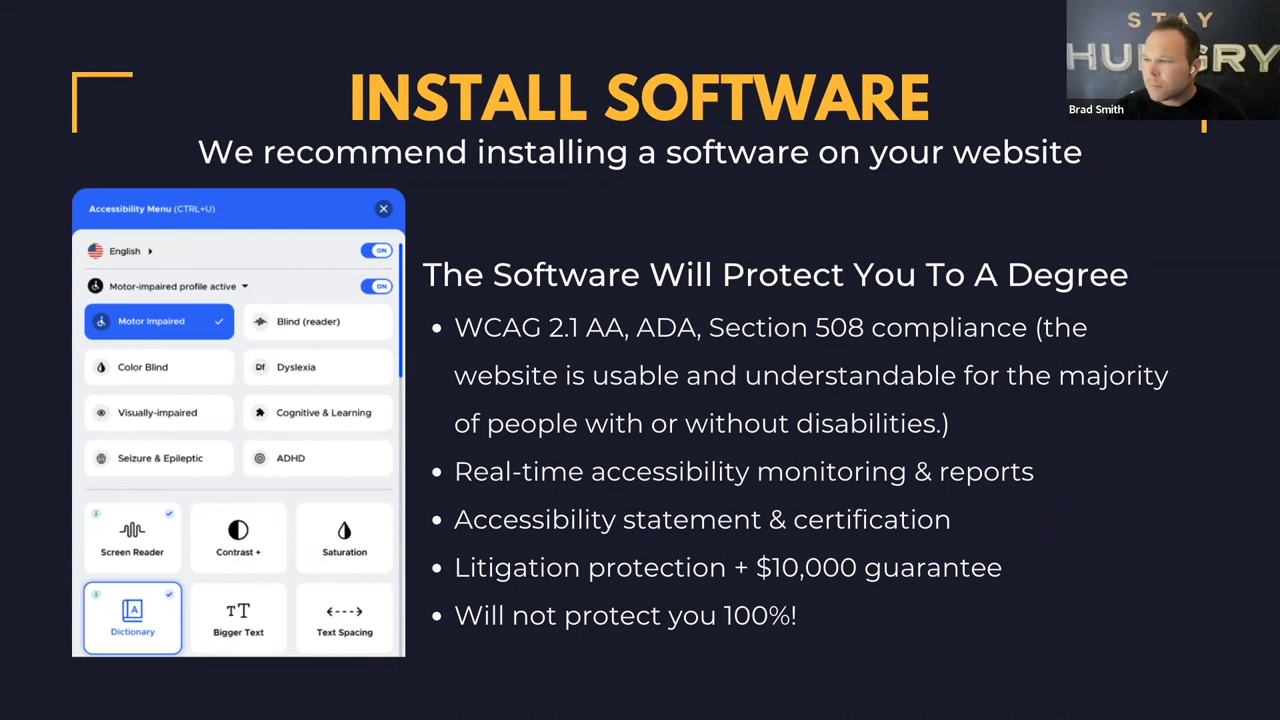 STAY
HUNGRY
Brad Smith
INSTALL SOFTWARE
We recommend installing a software on your website
Accessibility Menu (CTRL+U)
English
ON
Motor-impaired profile active
ON
Motor Impaired
Blind (reader)
Color Blind
Df
Dyslexia
Visually-impaired
Cognitive & Learning
Seizure & Epileptic
ADHD
Screen Reader
Contrast +
Saturation
A
Dictionary
TT
Bigger Text
Text Spacing
The Software Will Protect You To A Degree
• WCAG 2.1 AA, ADA, Section 508 compliance (the
website is usable and understandable for the majority
of people with or without disabilities.)
• Real-time accessibility monitoring & reports
• Accessibility statement & certification
• Litigation protection + $10,000 guarantee
• Will not protect you 100%!